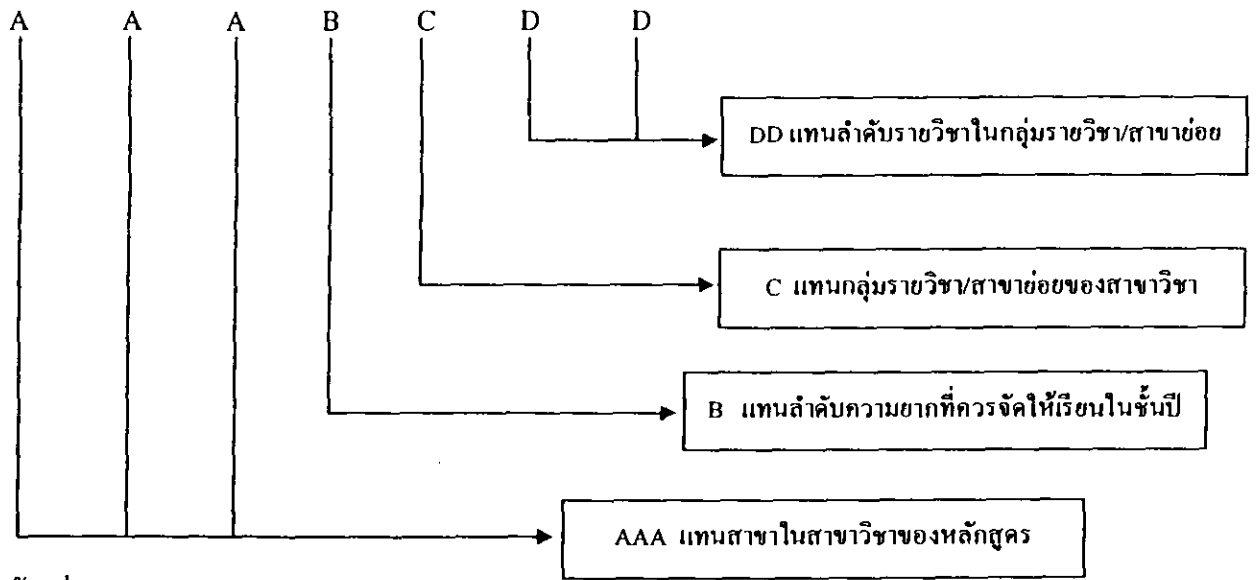 A A A B C D D
DD แทนลำดับรายวิชาในกลุ่มรายวิชา/สาขาย่อย
C แทนกลุ่มรายวิชา/สาขาย่อยของสาขาวิชา
B แทนลำดับความยากที่ควรจัดให้เรียนในชั้นปี
AAA แทนสาขาในสาขาวิชาของหลักสูตร